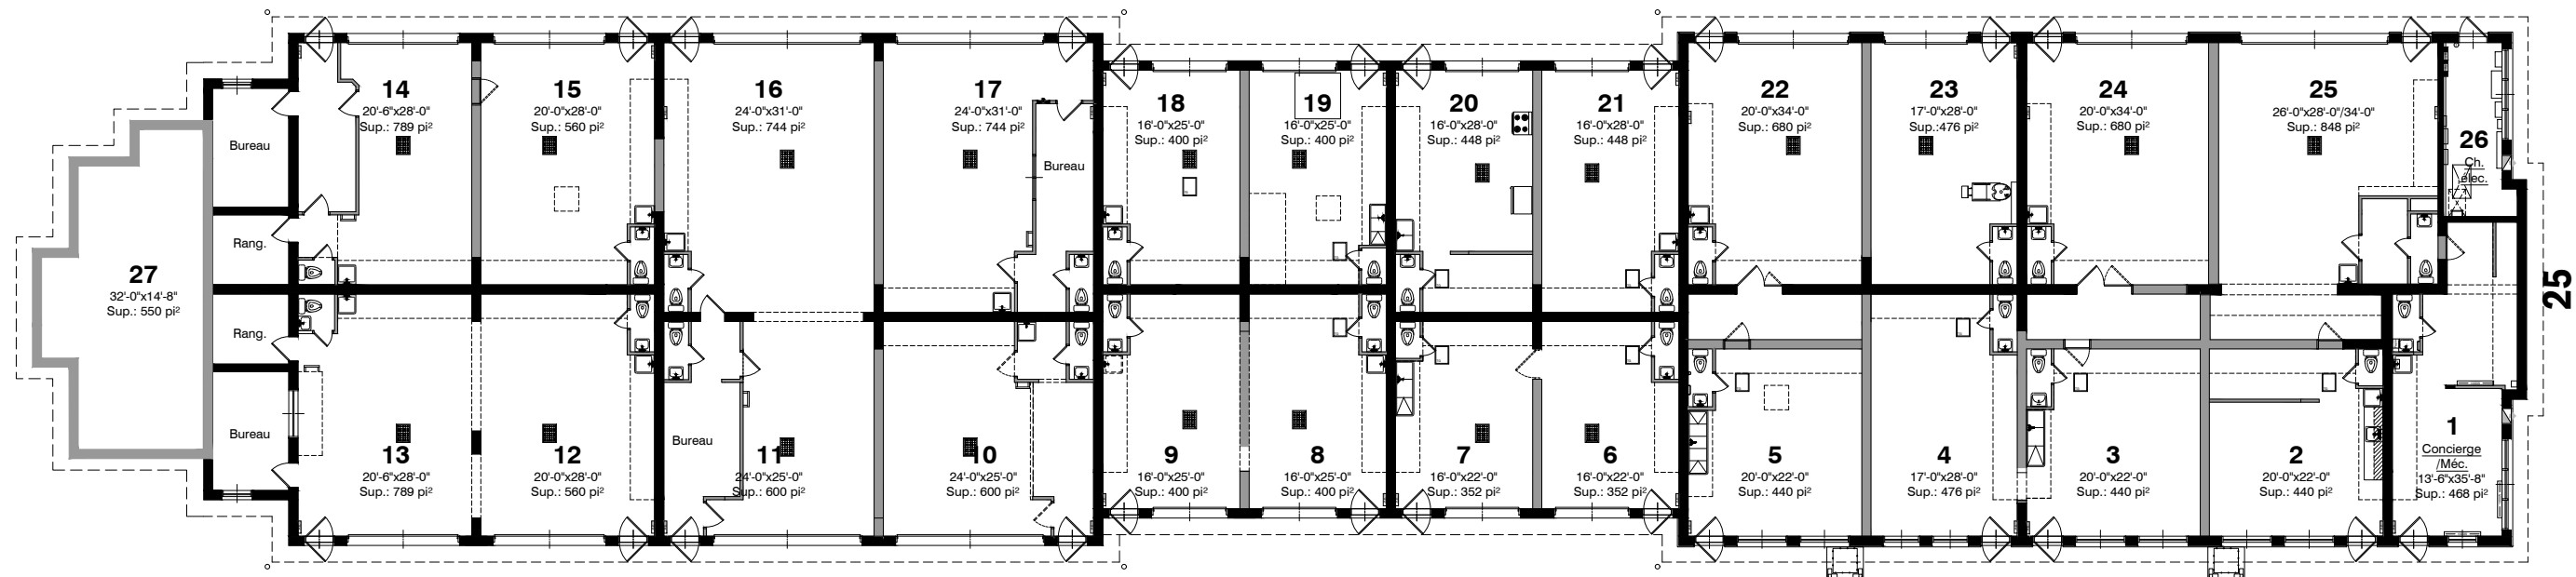 14
20'-6"x28'-0"
Sup.: 789 pi²
15
20'-0"x28'-0"
Sup.: 560 pi²
16
24'-0"x31'-0"
Sup.: 744 pi²
17
24'-0"x31'-0"
Sup.: 744 pi²
18
16'-0"x25'-0"
Sup.: 400 pi²
19
16'-0"x25'-0"
Sup.: 400 pi²
20
16'-0"x28'-0"
Sup.: 448 pi²
21
16'-0"x28'-0"
Sup.: 448 pi²
22
20'-0"x34'-0"
Sup.: 680 pi²
23
17'-0"x28'-0"
Sup.:476 pi²
24
20'-0"x34'-0"
Sup.: 680 pi²
25
26'-0"x28'-0"/34'-0"
Sup.: 848 pi²
26
Ch.
élec.
Bureau
Bureau
Rang.
27
32'-0"x14'-8"
Sup.: 550 pi²
Rang.
25
Bureau
Bureau
13
20'-6"x28'-0"
Sup.: 789 pi²
12
20'-0"x28'-0"
Sup.: 560 pi²
11
24'-0"x25'-0"
Sup.: 600 pi²
10
24'-0"x25'-0"
Sup.: 600 pi²
9
16'-0"x25'-0"
Sup.: 400 pi²
8
16'-0"x25'-0"
Sup.: 400 pi²
7
16'-0"x22'-0"
Sup.: 352 pi²
6
16'-0"x22'-0"
Sup.: 352 pi²
5
20'-0"x22'-0"
Sup.: 440 pi²
4
17'-0"x28'-0"
Sup.: 476 pi²
3
20'-0"x22'-0"
Sup.: 440 pi²
2
20'-0"x22'-0"
Sup.: 440 pi²
1
Concierge
/Méc.
13'-6"x35'-8"
Sup.: 468 pi²